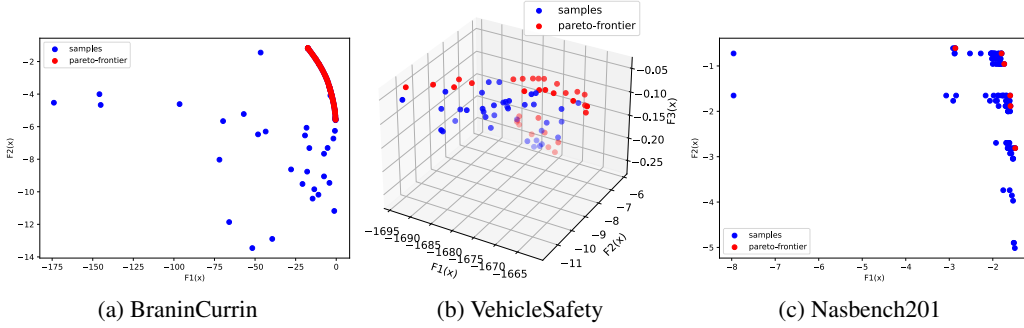 samples
pareto-frontier
−2
−4
−6
−8
−10
−12
−14
F2(x)
−175 −150 −125 −100 −75 −50 −25 0
F1(x)
(a) BraninCurrin
samples
pareto-frontier
−0.05
−0.10
−0.15
−0.20
−0.25
F3(x)
−6
−7
−8
−9
−10
−11
F2(x)
−1695
−1690
−1685
−1680
−1675
−1670
−1665
F1(x)
(b) VehicleSafety
−1
−2
−3
−4
−5
F2(x)
samples
pareto-frontier
−8 −7 −6 −5 −4 −3 −2
F1(x)
(c) Nasbench201